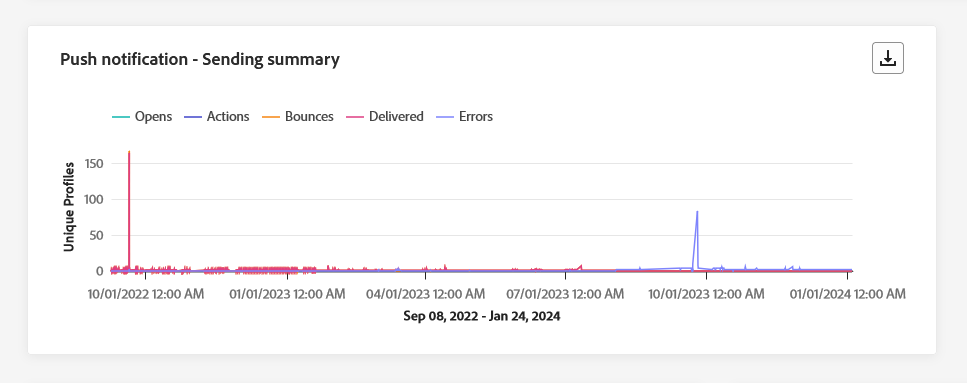 Push notification - Sending summary
Opens Actions Bounces Delivered Errors
Unique Profiles
150
100
50
0
10/01/2022 12:00 AM 01/01/2023 12:00 AM 04/01/2023 12:00 AM 07/01/2023 12:00 AM 10/01/2023 12:00 AM 01/01/2024 12:00 AM
Sep 08, 2022 - Jan 24, 2024